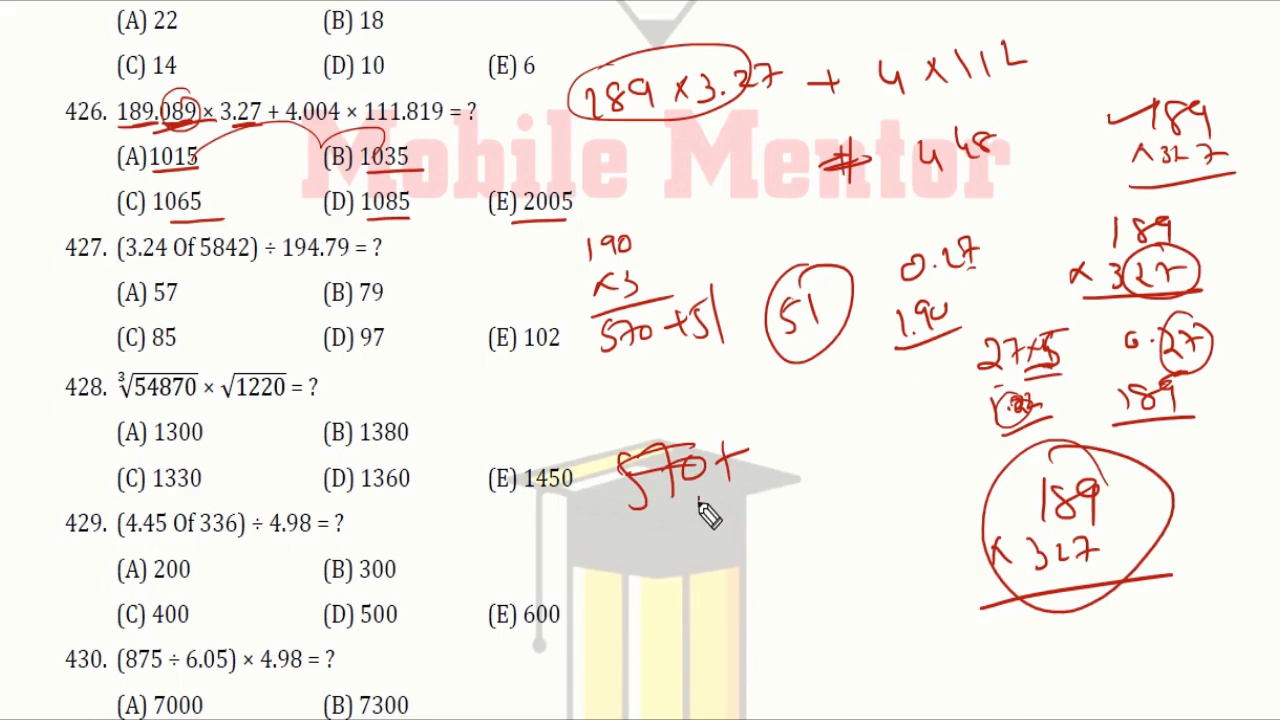 (A) 22 (B) 18
(C) 14 (D) 10 (E) 6
426. 189.089 × 3.27 + 4.004 × 111.819 = ?
(A) 1015 (B) 1035
(C) 1065 (D) 1085 (E) 2005
427. (3.24 Of 5842) ÷ 194.79 = ?
(A) 57 (B) 79
(C) 85 (D) 97 (E) 102
428. ³√54870 × √1220 = ?
(A) 1300 (B) 1380
(C) 1330 (D) 1360 (E) 1450
429. (4.45 Of 336) ÷ 4.98 = ?
(A) 200 (B) 300
(C) 400 (D) 500 (E) 600
430. (875 ÷ 6.05) × 4.98 = ?
(A) 7000 (B) 7300
Mobile Mentor
189 × 3.27 + 4 × 112
448
190
×3
570 + 51
51
0.27
1.90
570 +
189
× 327
189
× 327
0.27
189
189
× 327